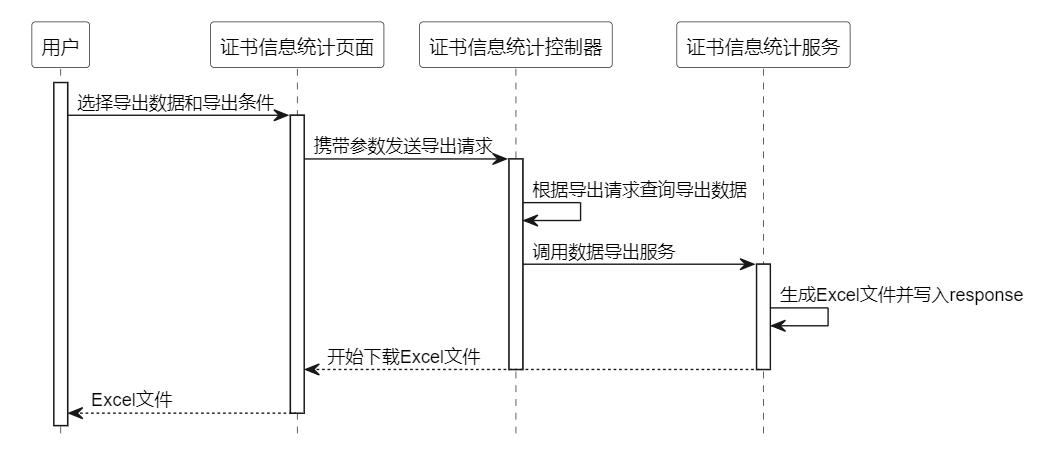 用户
证书信息统计页面
证书信息统计控制器
证书信息统计服务
选择导出数据和导出条件
携带参数发送导出请求
根据导出请求查询导出数据
调用数据导出服务
生成Excel文件并写入response
开始下载Excel文件
Excel文件